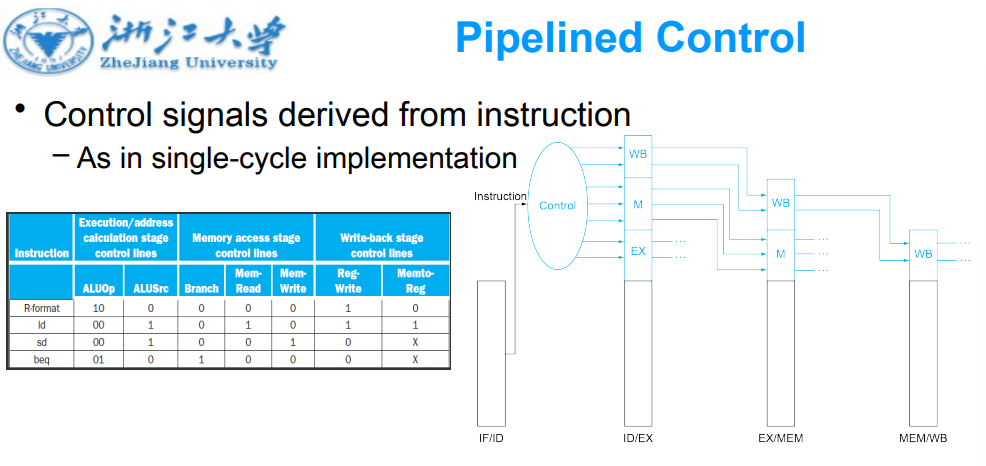 浙江大学
ZheJiang University
Pipelined Control
• Control signals derived from instruction
– As in single-cycle implementation
Instruction
Execution/address calculation stage control lines
Memory access stage control lines
Write-back stage control lines
ALUOp ALUSrc Branch Mem-Read Mem-Write Reg-Write Memto-Reg
R-format 10 0 0 0 0 1 0
ld 00 1 0 1 0 1 1
sd 00 1 0 0 1 0 X
beq 01 0 1 0 0 0 X
Instruction
Control
WB
M
EX
...
...
WB
M
...
...
...
WB
...
...
IF/ID
ID/EX
EX/MEM
MEM/WB